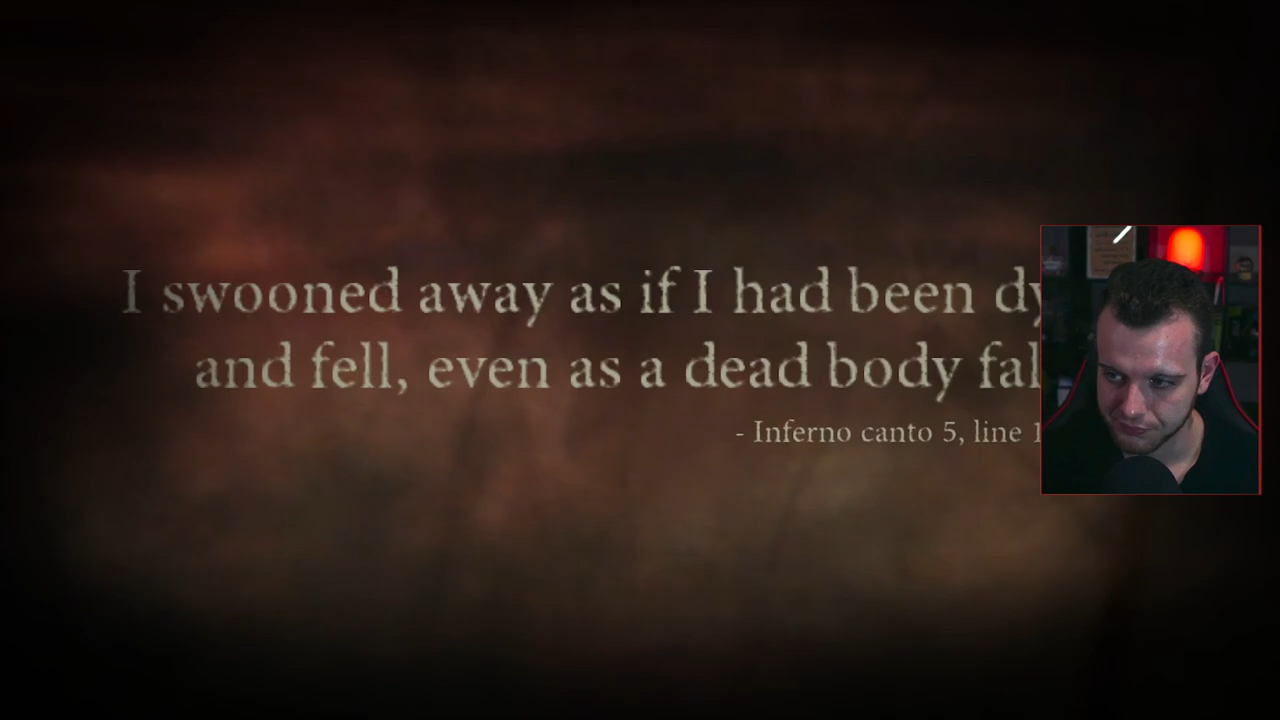 I swooned away as if I had been
and fell, even as a dead body
- Inferno canto 5, line